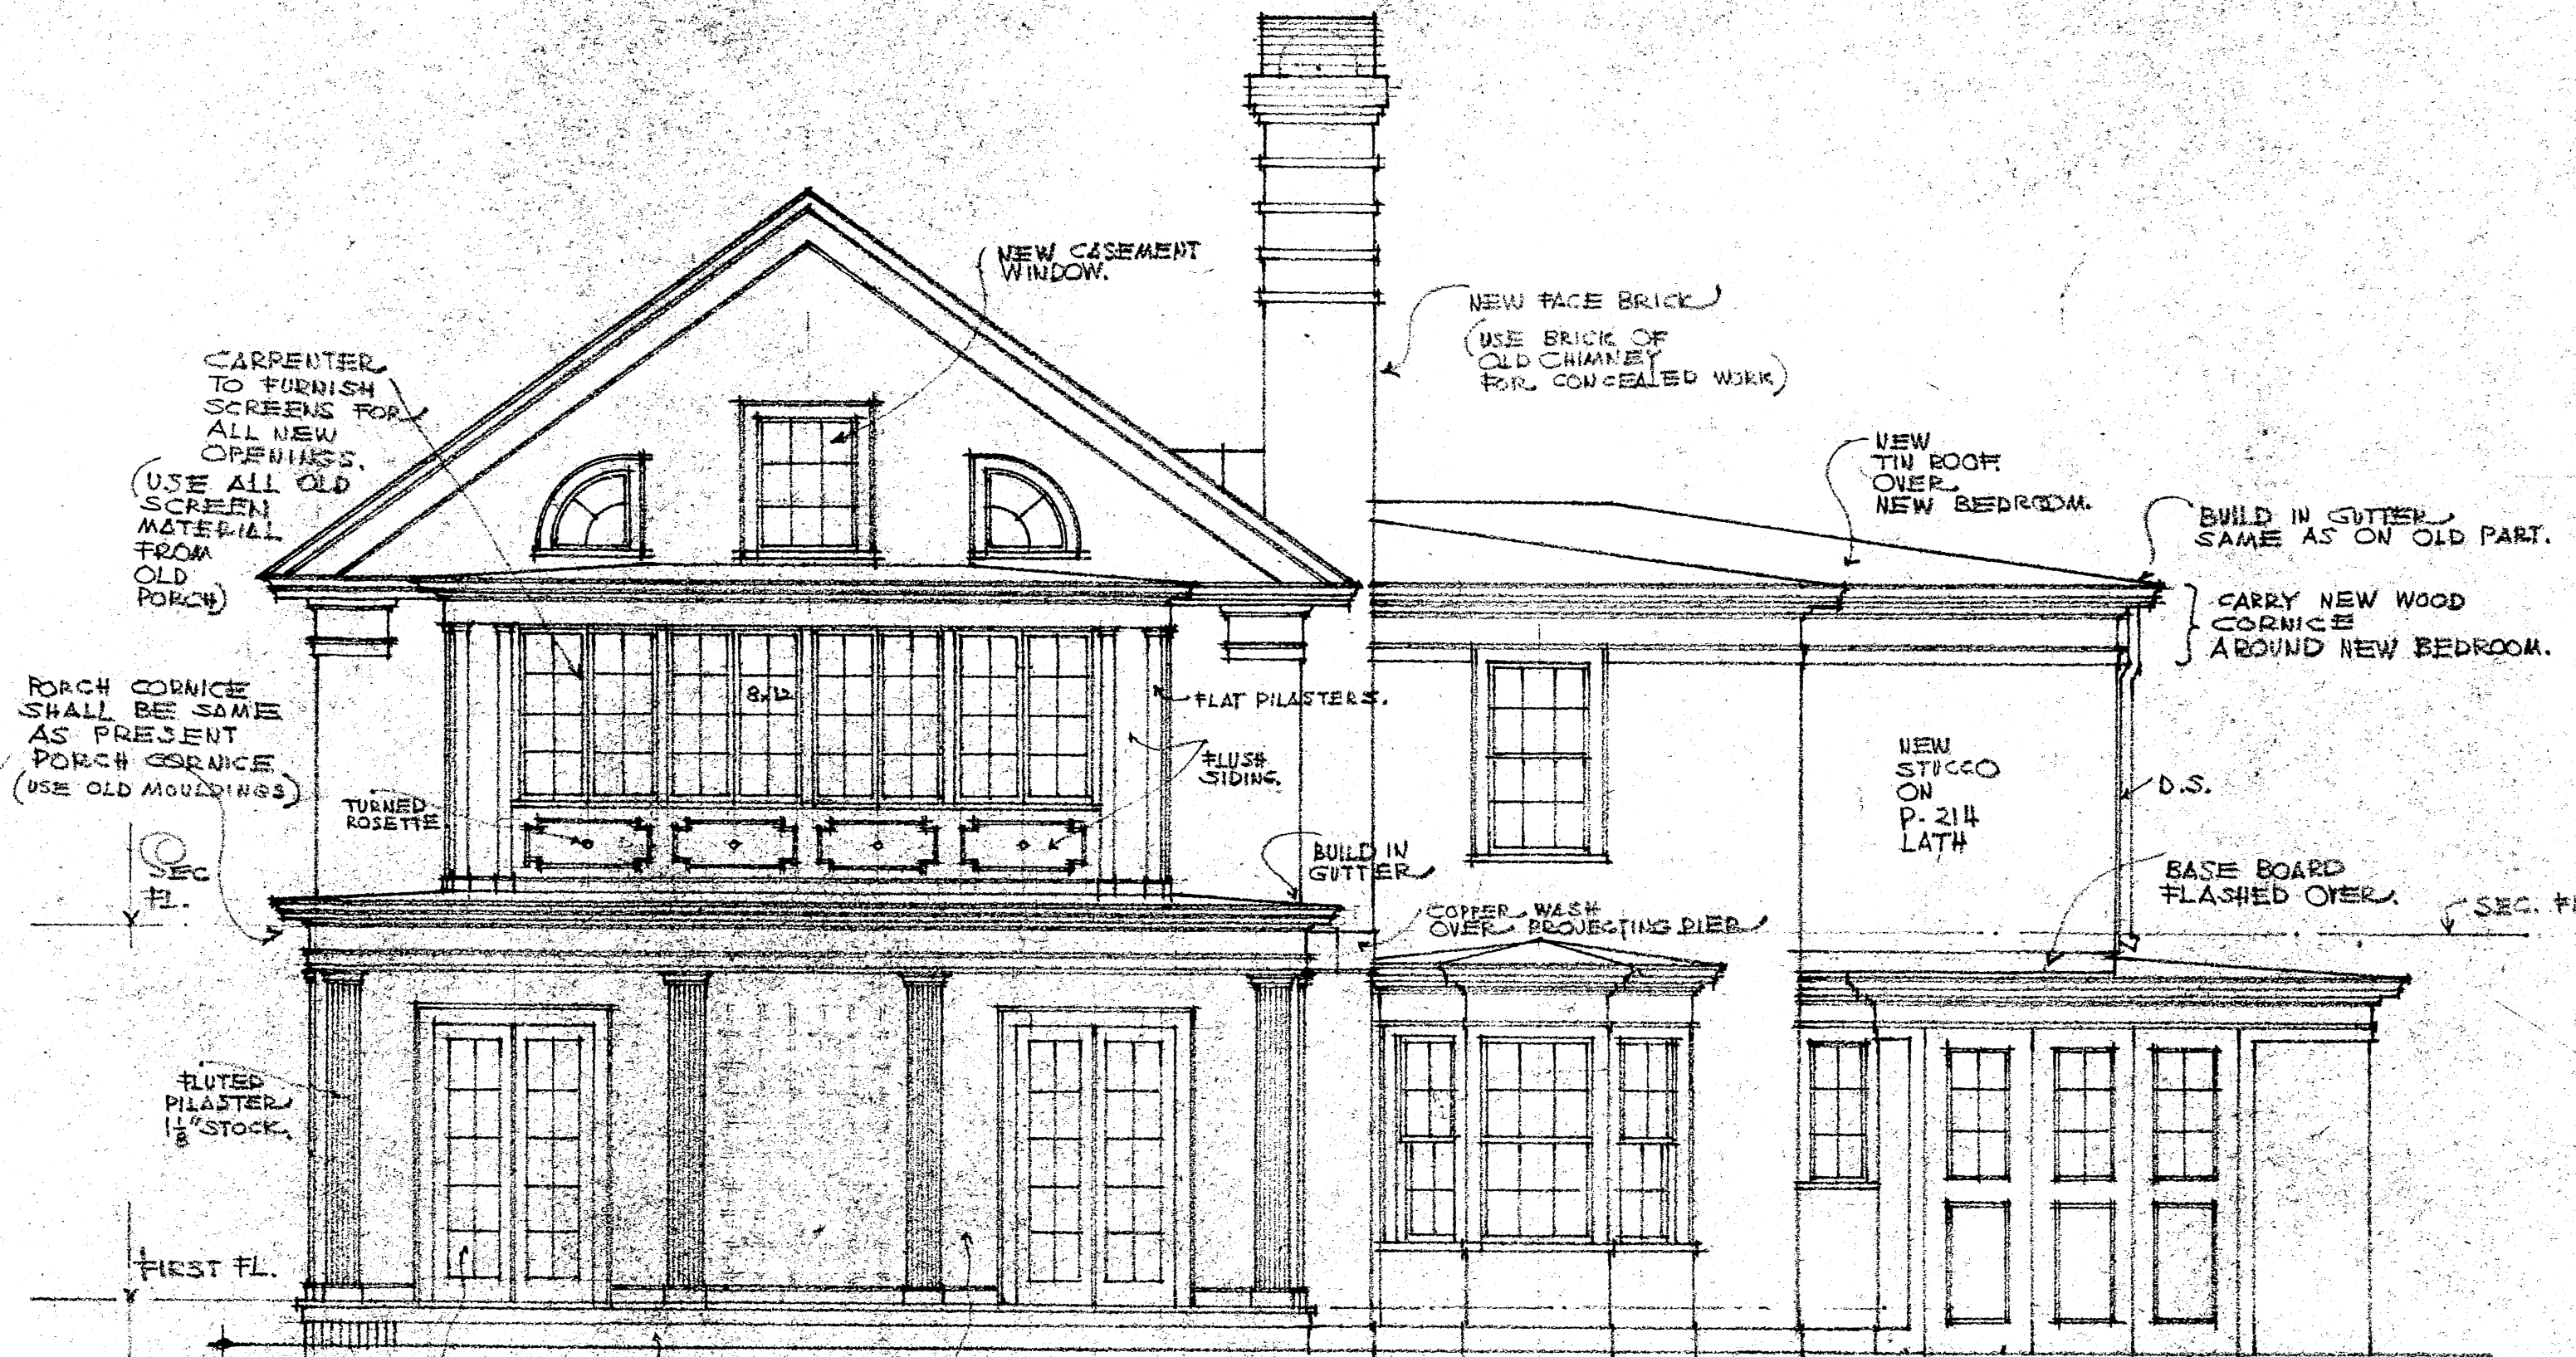 NEW CASEMENT
WINDOW.
NEW FACE BRICK
(USE BRICK OF
OLD CHIMNEY
FOR CONCEALED WORK)
CARPENTER
TO FURNISH
SCREENS FOR
ALL NEW
OPENINGS.
(USE ALL OLD
SCREEN
MATERIAL
FROM
OLD
PORCH)
NEW
TIN ROOF
OVER
NEW BEDROOM.
BUILD IN GUTTER
SAME AS ON OLD PART.
CARRY NEW WOOD
CORNICE
AROUND NEW BEDROOM.
PORCH CORNICE
SHALL BE SAME
AS PRESENT
PORCH CORNICE
(USE OLD MOULDINGS)
8x12
FLAT PILASTERS.
FLUSH
SIDING.
TURNED
ROSETTE
NEW
STUCCO
ON
P-214
LATH
D.S.
SEC
FL.
BUILD IN
GUTTER
BASE BOARD
FLASHED OVER.
COPPER WASH
OVER PROJECTING PIER
SEC. F
FLUTED
PILASTER
1 1/8" STOCK.
FIRST FL.